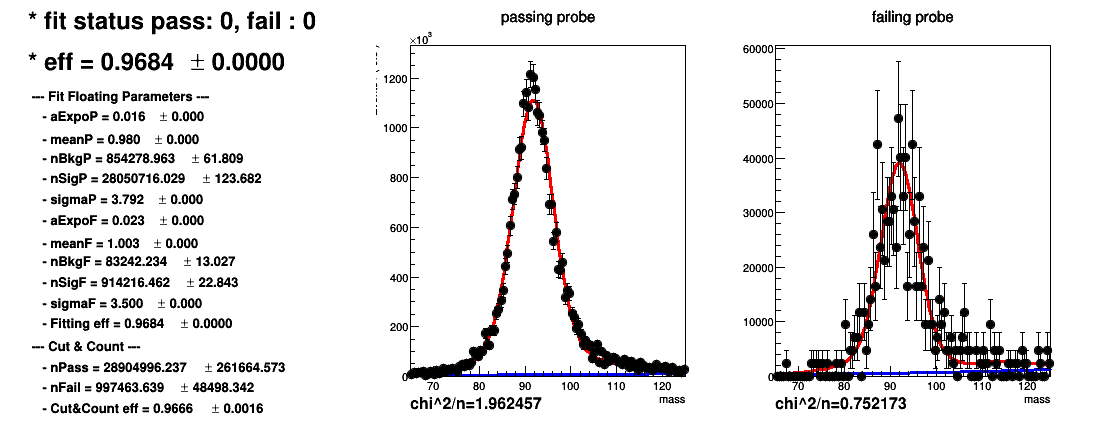 * fit status pass: 0, fail : 0
* eff = 0.9684 ± 0.0000
--- Fit Floating Parameters ---
- aExpoP = 0.016 ± 0.000
- meanP = 0.980 ± 0.000
- nBkgP = 854278.963 ± 61.809
- nSigP = 28050716.029 ± 123.682
- sigmaP = 3.792 ± 0.000
- aExpoF = 0.023 ± 0.000
- meanF = 1.003 ± 0.000
- nBkgF = 83242.234 ± 13.027
- nSigF = 914216.462 ± 22.843
- sigmaF = 3.500 ± 0.000
- Fitting eff = 0.9684 ± 0.0000
--- Cut & Count ---
- nPass = 28904996.237 ± 261664.573
- nFail = 997463.639 ± 48498.342
- Cut&Count eff = 0.9666 ± 0.0016
passing probe
×10³
1200
1000
800
600
400
200
0
70 80 90 100 110 120
mass
chi^2/n=1.962457
failing probe
60000
50000
40000
30000
20000
10000
0
70 80 90 100 110 120
mass
chi^2/n=0.752173